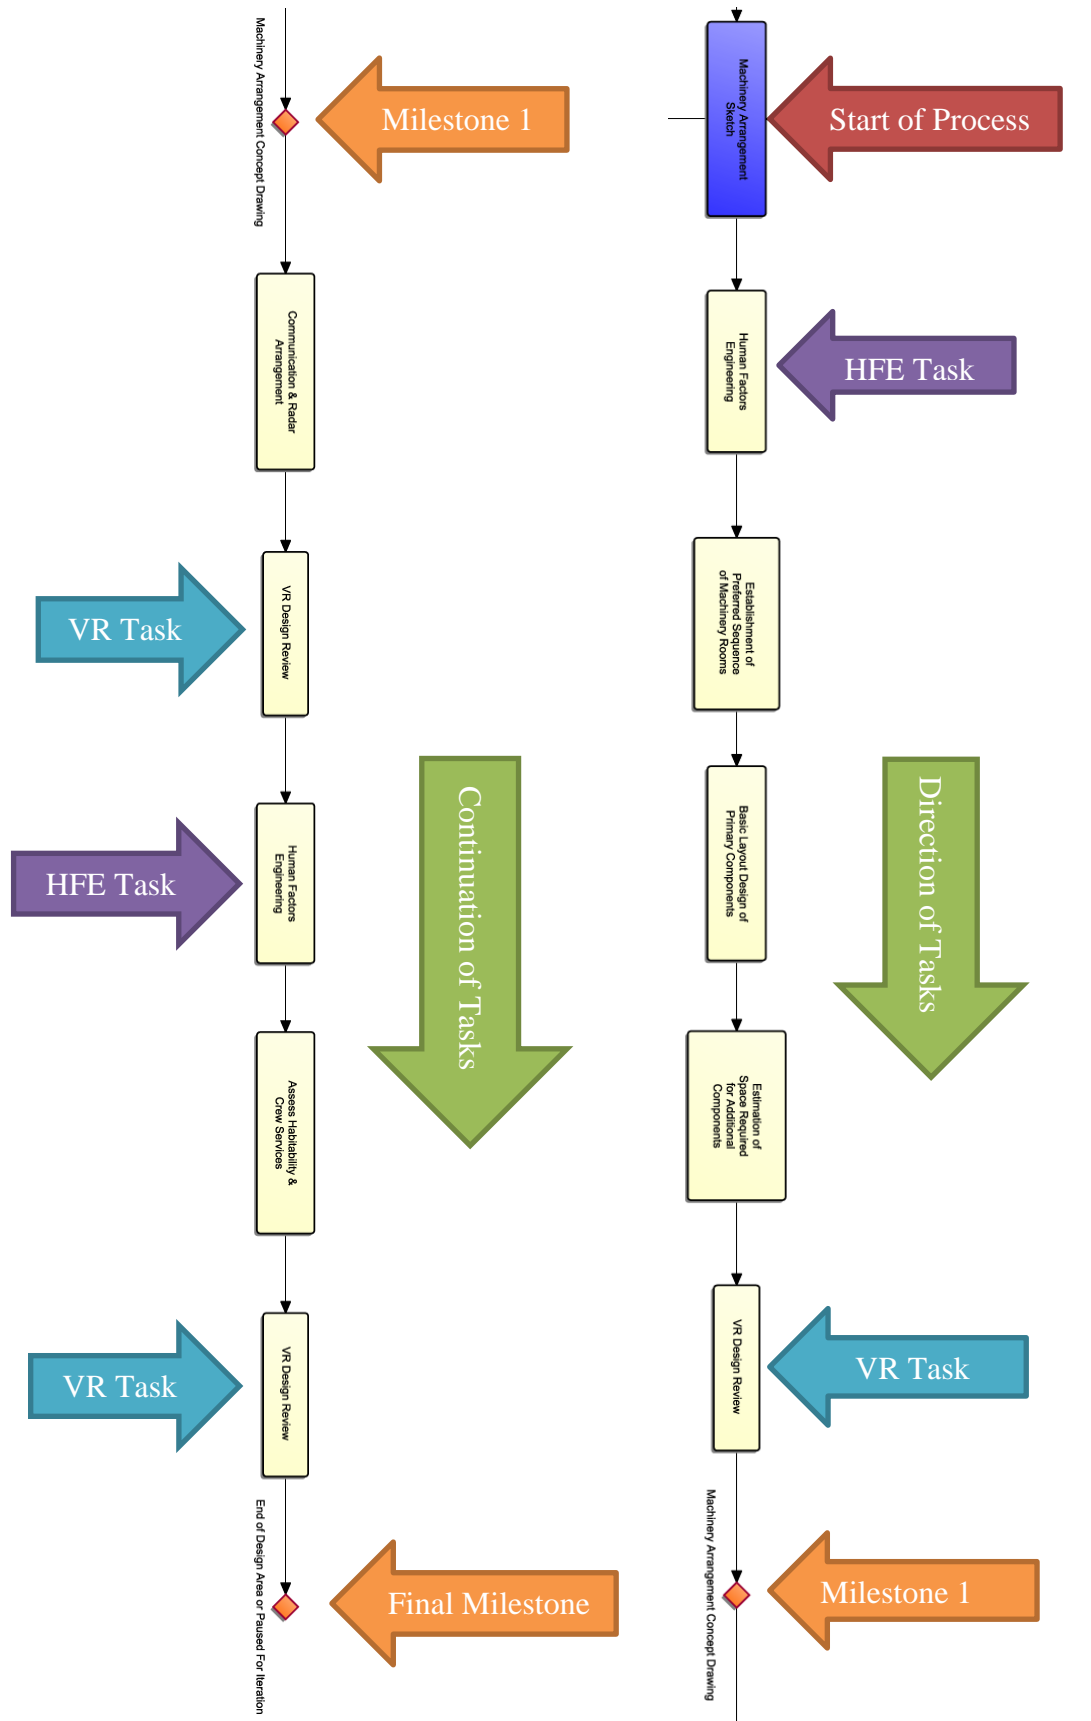 Start of Process
Machinery Arrangement
Sketch
HFE Task
Human Factors
Engineering
Establishment of
Preferred Sequence
of Machinery Rooms
Direction of Tasks
Basic Layout Design of
Primary Components
Estimation of
Space Required
for Additional
Components
VR Task
VR Design Review
Milestone 1
Machinery Arrangement Concept Drawing
Milestone 1
Machinery Arrangement Concept Drawing
Communication & Radar
Arrangement
VR Task
VR Design Review
Continuation of Tasks
HFE Task
Human Factors
Engineering
Assess Habitability &
Crew Services
VR Task
VR Design Review
Final Milestone
End of Design Area or Paused For Iteration